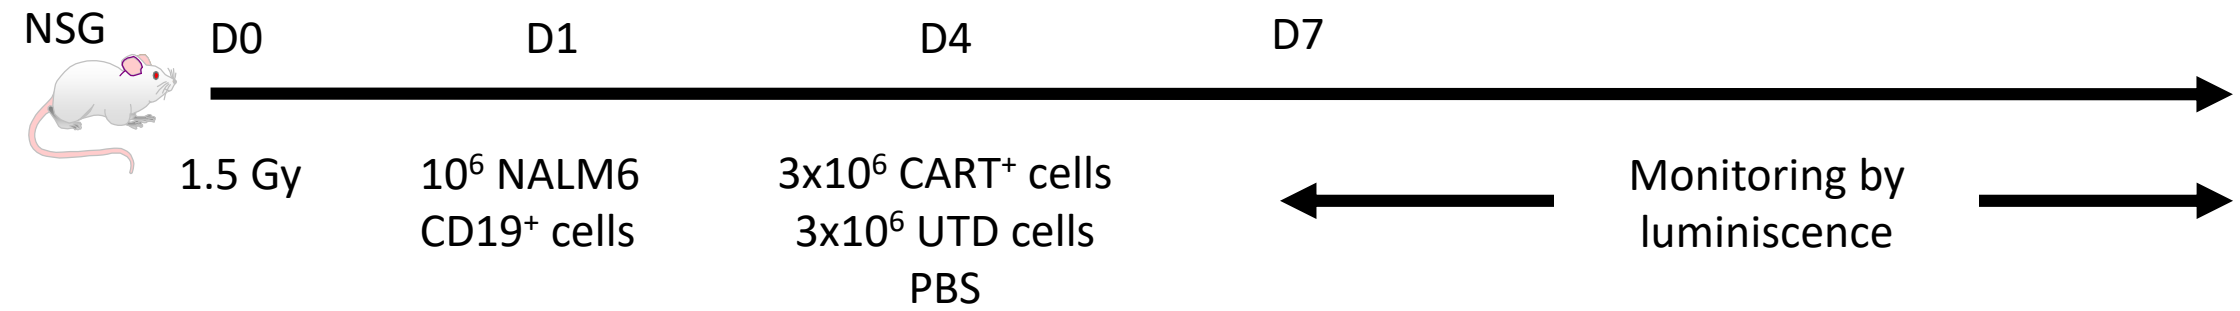 NSG
D0 D1 D4 D7
1.5 Gy
10⁶ NALM6
CD19⁺ cells
3x10⁶ CART⁺ cells
3x10⁶ UTD cells
PBS
Monitoring by
luminiscence